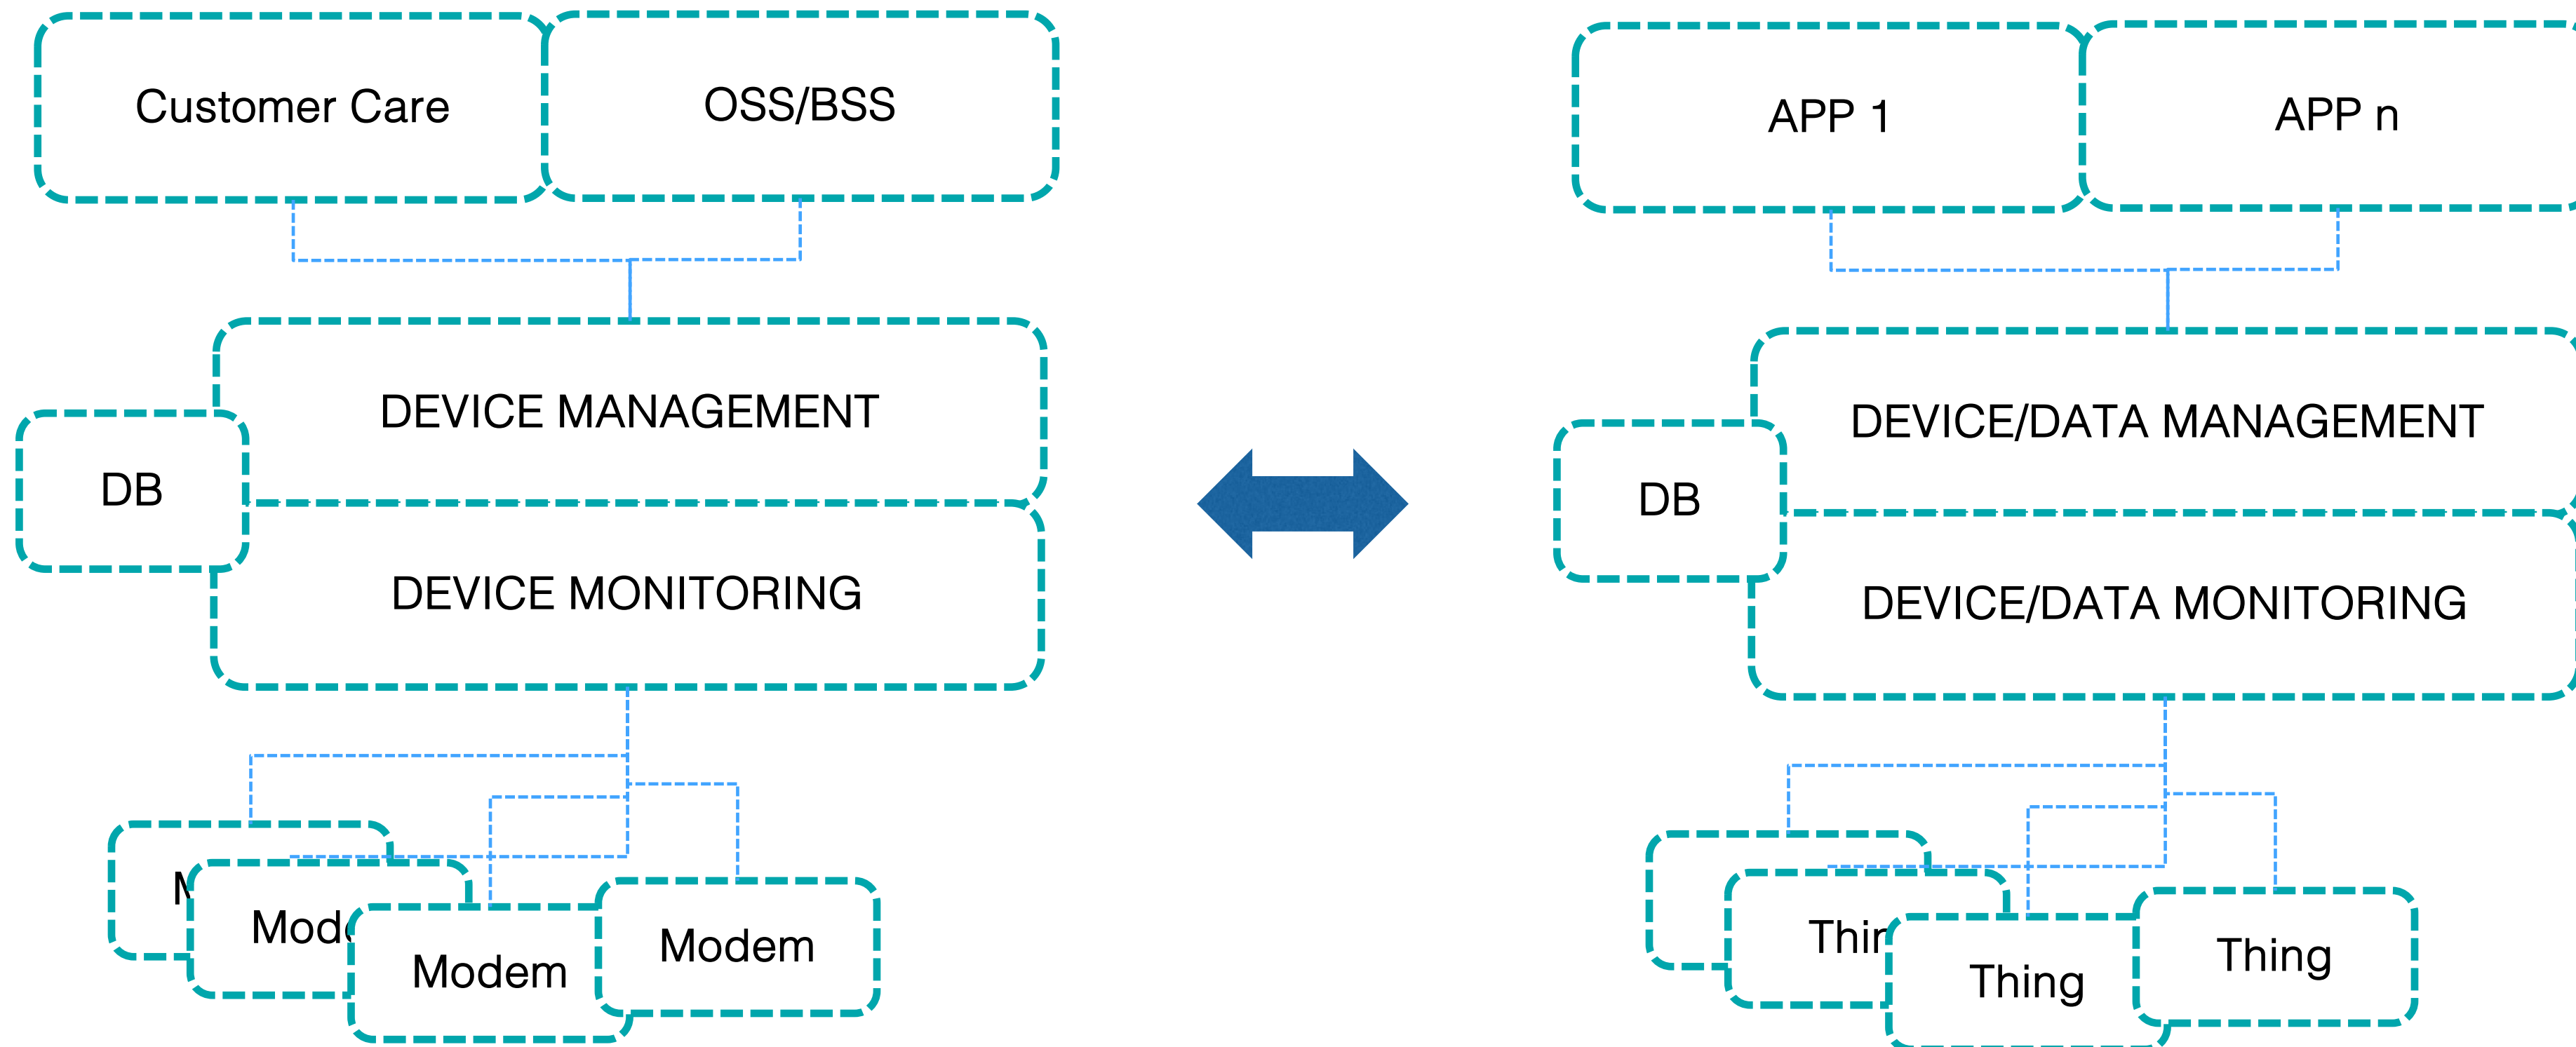 Customer Care
OSS/BSS
DEVICE MANAGEMENT
DB
DEVICE MONITORING
Modem
Modem
APP 1
APP n
DEVICE/DATA MANAGEMENT
DB
DEVICE/DATA MONITORING
Thing
Thing